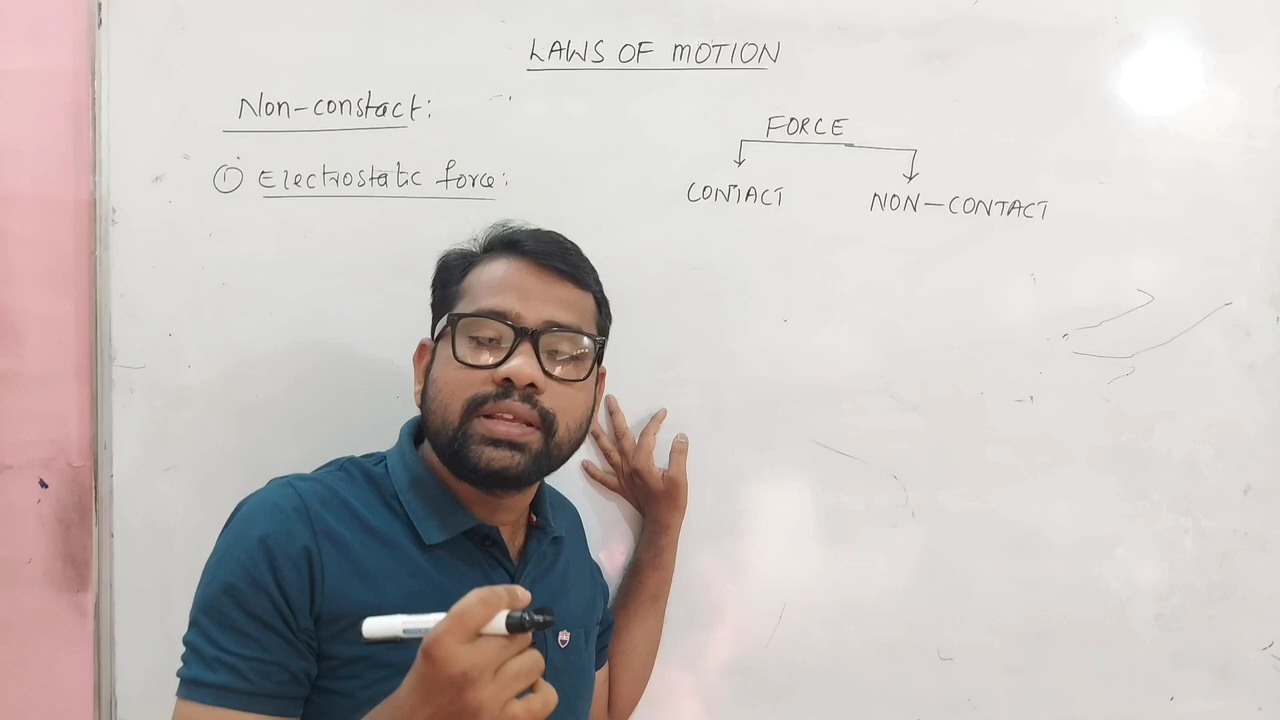 LAWS OF MOTION
Non-constact:
① Electrostatic force:
FORCE
CONTACT
NON-CONTACT